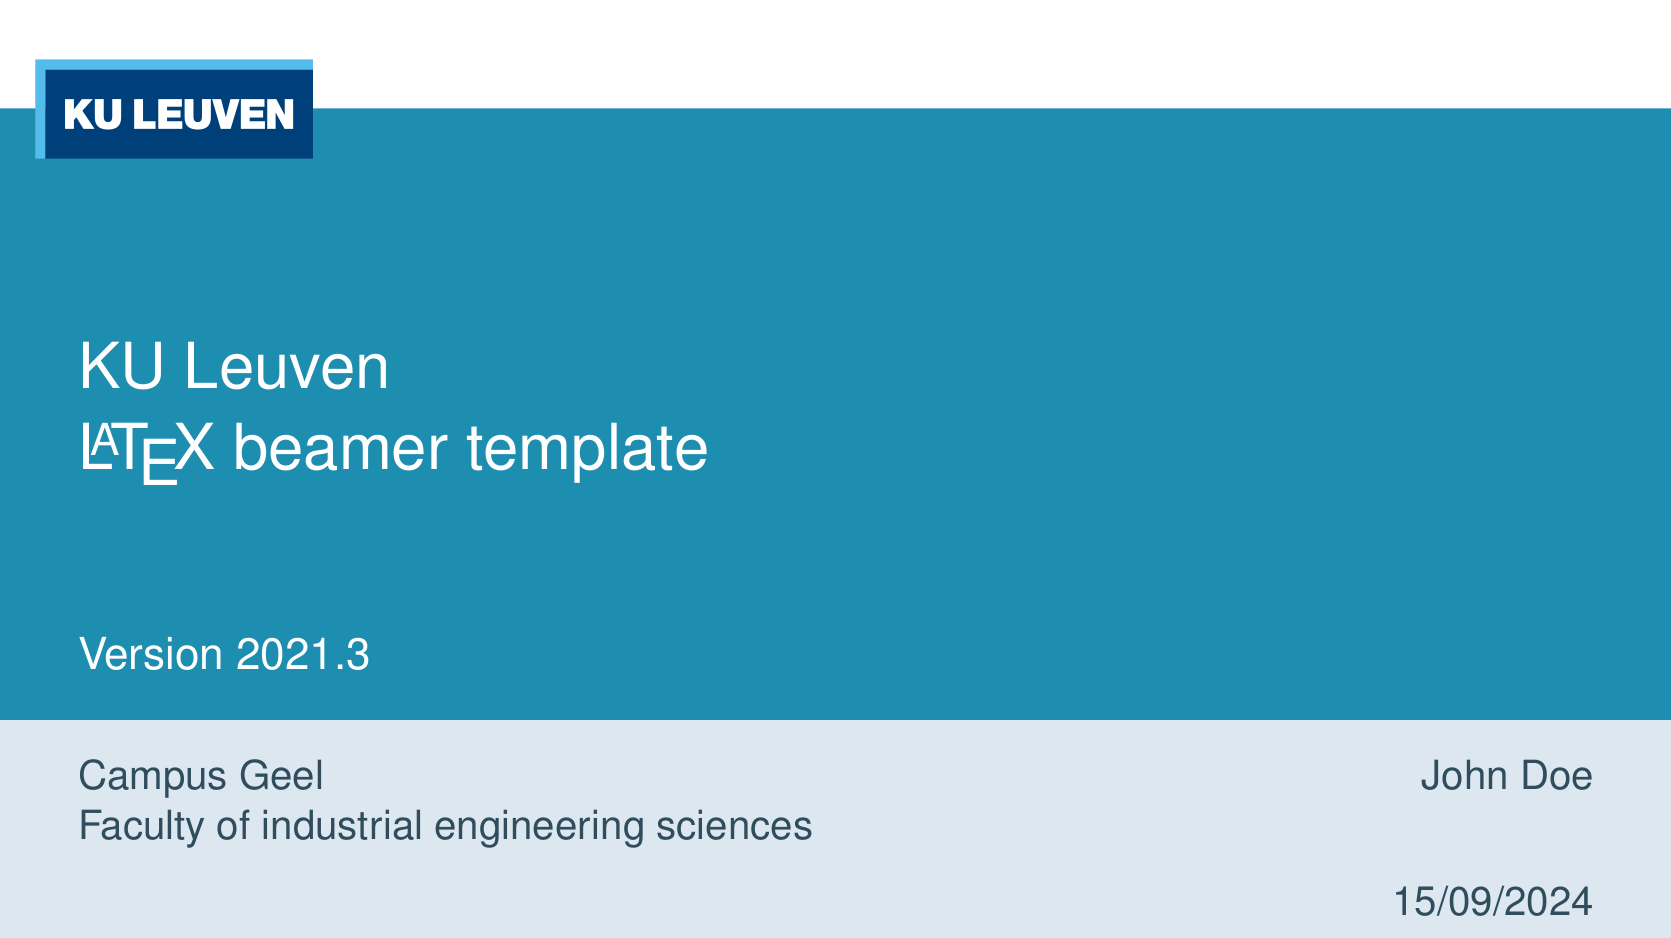 KU LEUVEN
KU Leuven
LATEX beamer template
Version 2021.3
Campus Geel
John Doe
Faculty of industrial engineering sciences
15/09/2024